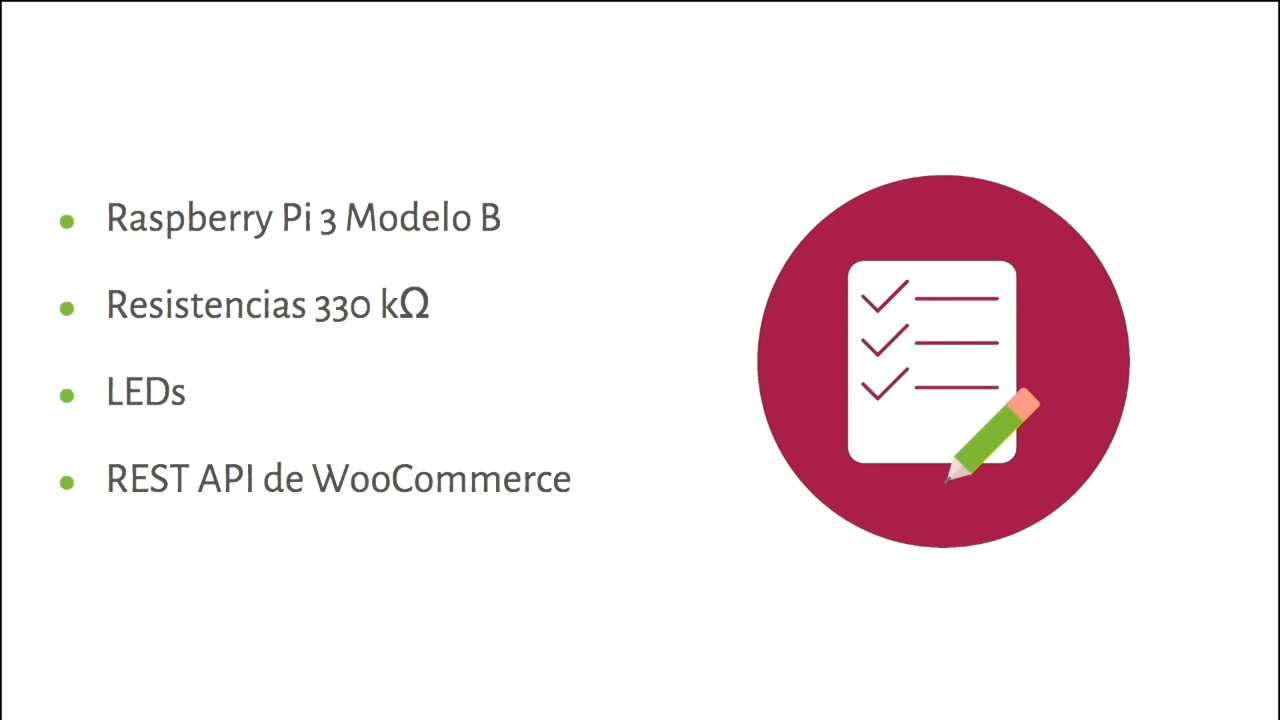 Raspberry Pi 3 Modelo B
Resistencias 330 kΩ
LEDs
REST API de WooCommerce